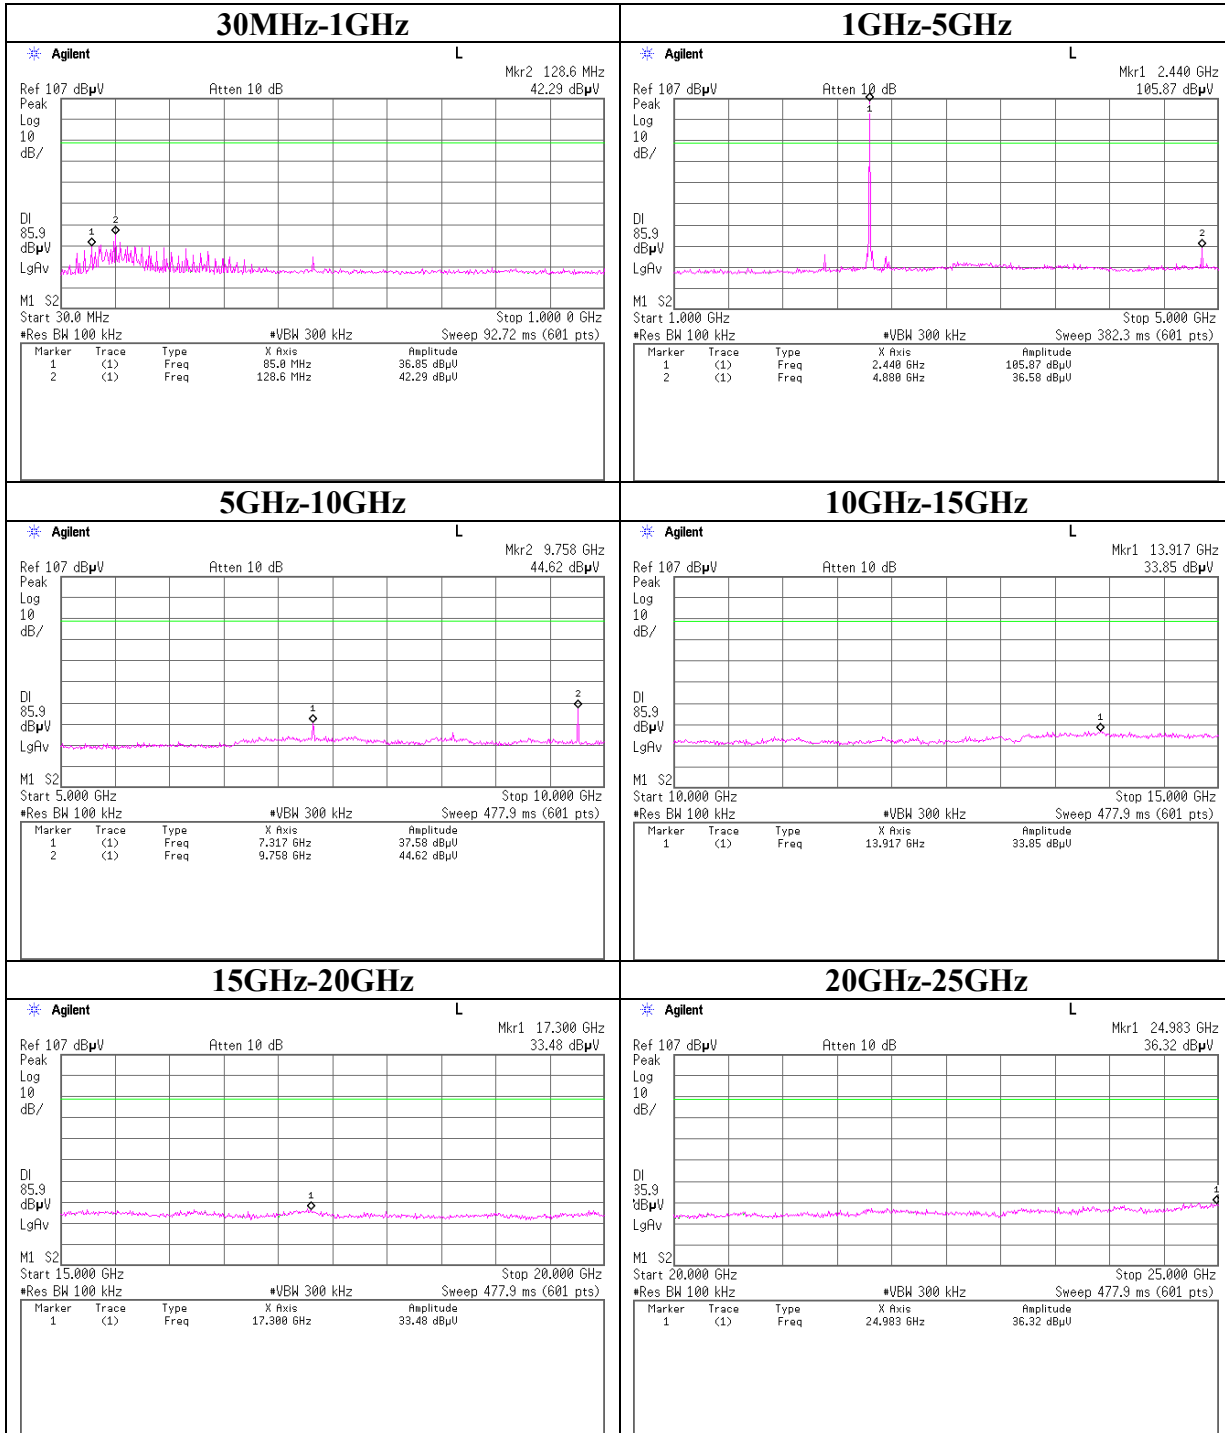 30MHz-1GHz
Agilent L
Mkr2 128.6 MHz
Ref 107 dBµV Atten 10 dB 42.29 dBµV
Peak
Log
10
dB/
2
1
DI
85.9
dBµV
LgAv
M1 S2
Start 30.0 MHz Stop 1.000 0 GHz
#Res BW 100 kHz #VBW 300 kHz Sweep 92.72 ms (601 pts)
Marker Trace Type X Axis Amplitude
1 (1) Freq 85.0 MHz 36.85 dBµV
2 (1) Freq 128.6 MHz 42.29 dBµV
1GHz-5GHz
Agilent L
Mkr1 2.440 GHz
Ref 107 dBµV Atten 10 dB 105.87 dBµV
Peak
Log
10
dB/
1
2
DI
85.9
dBµV
LgAv
M1 S2
Start 1.000 GHz Stop 5.000 GHz
#Res BW 100 kHz #VBW 300 kHz Sweep 382.3 ms (601 pts)
Marker Trace Type X Axis Amplitude
1 (1) Freq 2.440 GHz 105.87 dBµV
2 (1) Freq 4.880 GHz 36.58 dBµV
5GHz-10GHz
Agilent L
Mkr2 9.758 GHz
Ref 107 dBµV Atten 10 dB 44.62 dBµV
Peak
Log
10
dB/
2
1
DI
85.9
dBµV
LgAv
M1 S2
Start 5.000 GHz Stop 10.000 GHz
#Res BW 100 kHz #VBW 300 kHz Sweep 477.9 ms (601 pts)
Marker Trace Type X Axis Amplitude
1 (1) Freq 7.317 GHz 37.58 dBµV
2 (1) Freq 9.758 GHz 44.62 dBµV
10GHz-15GHz
Agilent L
Mkr1 13.917 GHz
Ref 107 dBµV Atten 10 dB 33.85 dBµV
Peak
Log
10
dB/
1
DI
85.9
dBµV
LgAv
M1 S2
Start 10.000 GHz Stop 15.000 GHz
#Res BW 100 kHz #VBW 300 kHz Sweep 477.9 ms (601 pts)
Marker Trace Type X Axis Amplitude
1 (1) Freq 13.917 GHz 33.85 dBµV
15GHz-20GHz
Agilent L
Mkr1 17.300 GHz
Ref 107 dBµV Atten 10 dB 33.48 dBµV
Peak
Log
10
dB/
1
DI
85.9
dBµV
LgAv
M1 S2
Start 15.000 GHz Stop 20.000 GHz
#Res BW 100 kHz #VBW 300 kHz Sweep 477.9 ms (601 pts)
Marker Trace Type X Axis Amplitude
1 (1) Freq 17.300 GHz 33.48 dBµV
20GHz-25GHz
Agilent L
Mkr1 24.983 GHz
Ref 107 dBµV Atten 10 dB 36.32 dBµV
Peak
Log
10
dB/
1
DI
85.9
dBµV
LgAv
M1 S2
Start 20.000 GHz Stop 25.000 GHz
#Res BW 100 kHz #VBW 300 kHz Sweep 477.9 ms (601 pts)
Marker Trace Type X Axis Amplitude
1 (1) Freq 24.983 GHz 36.32 dBµV